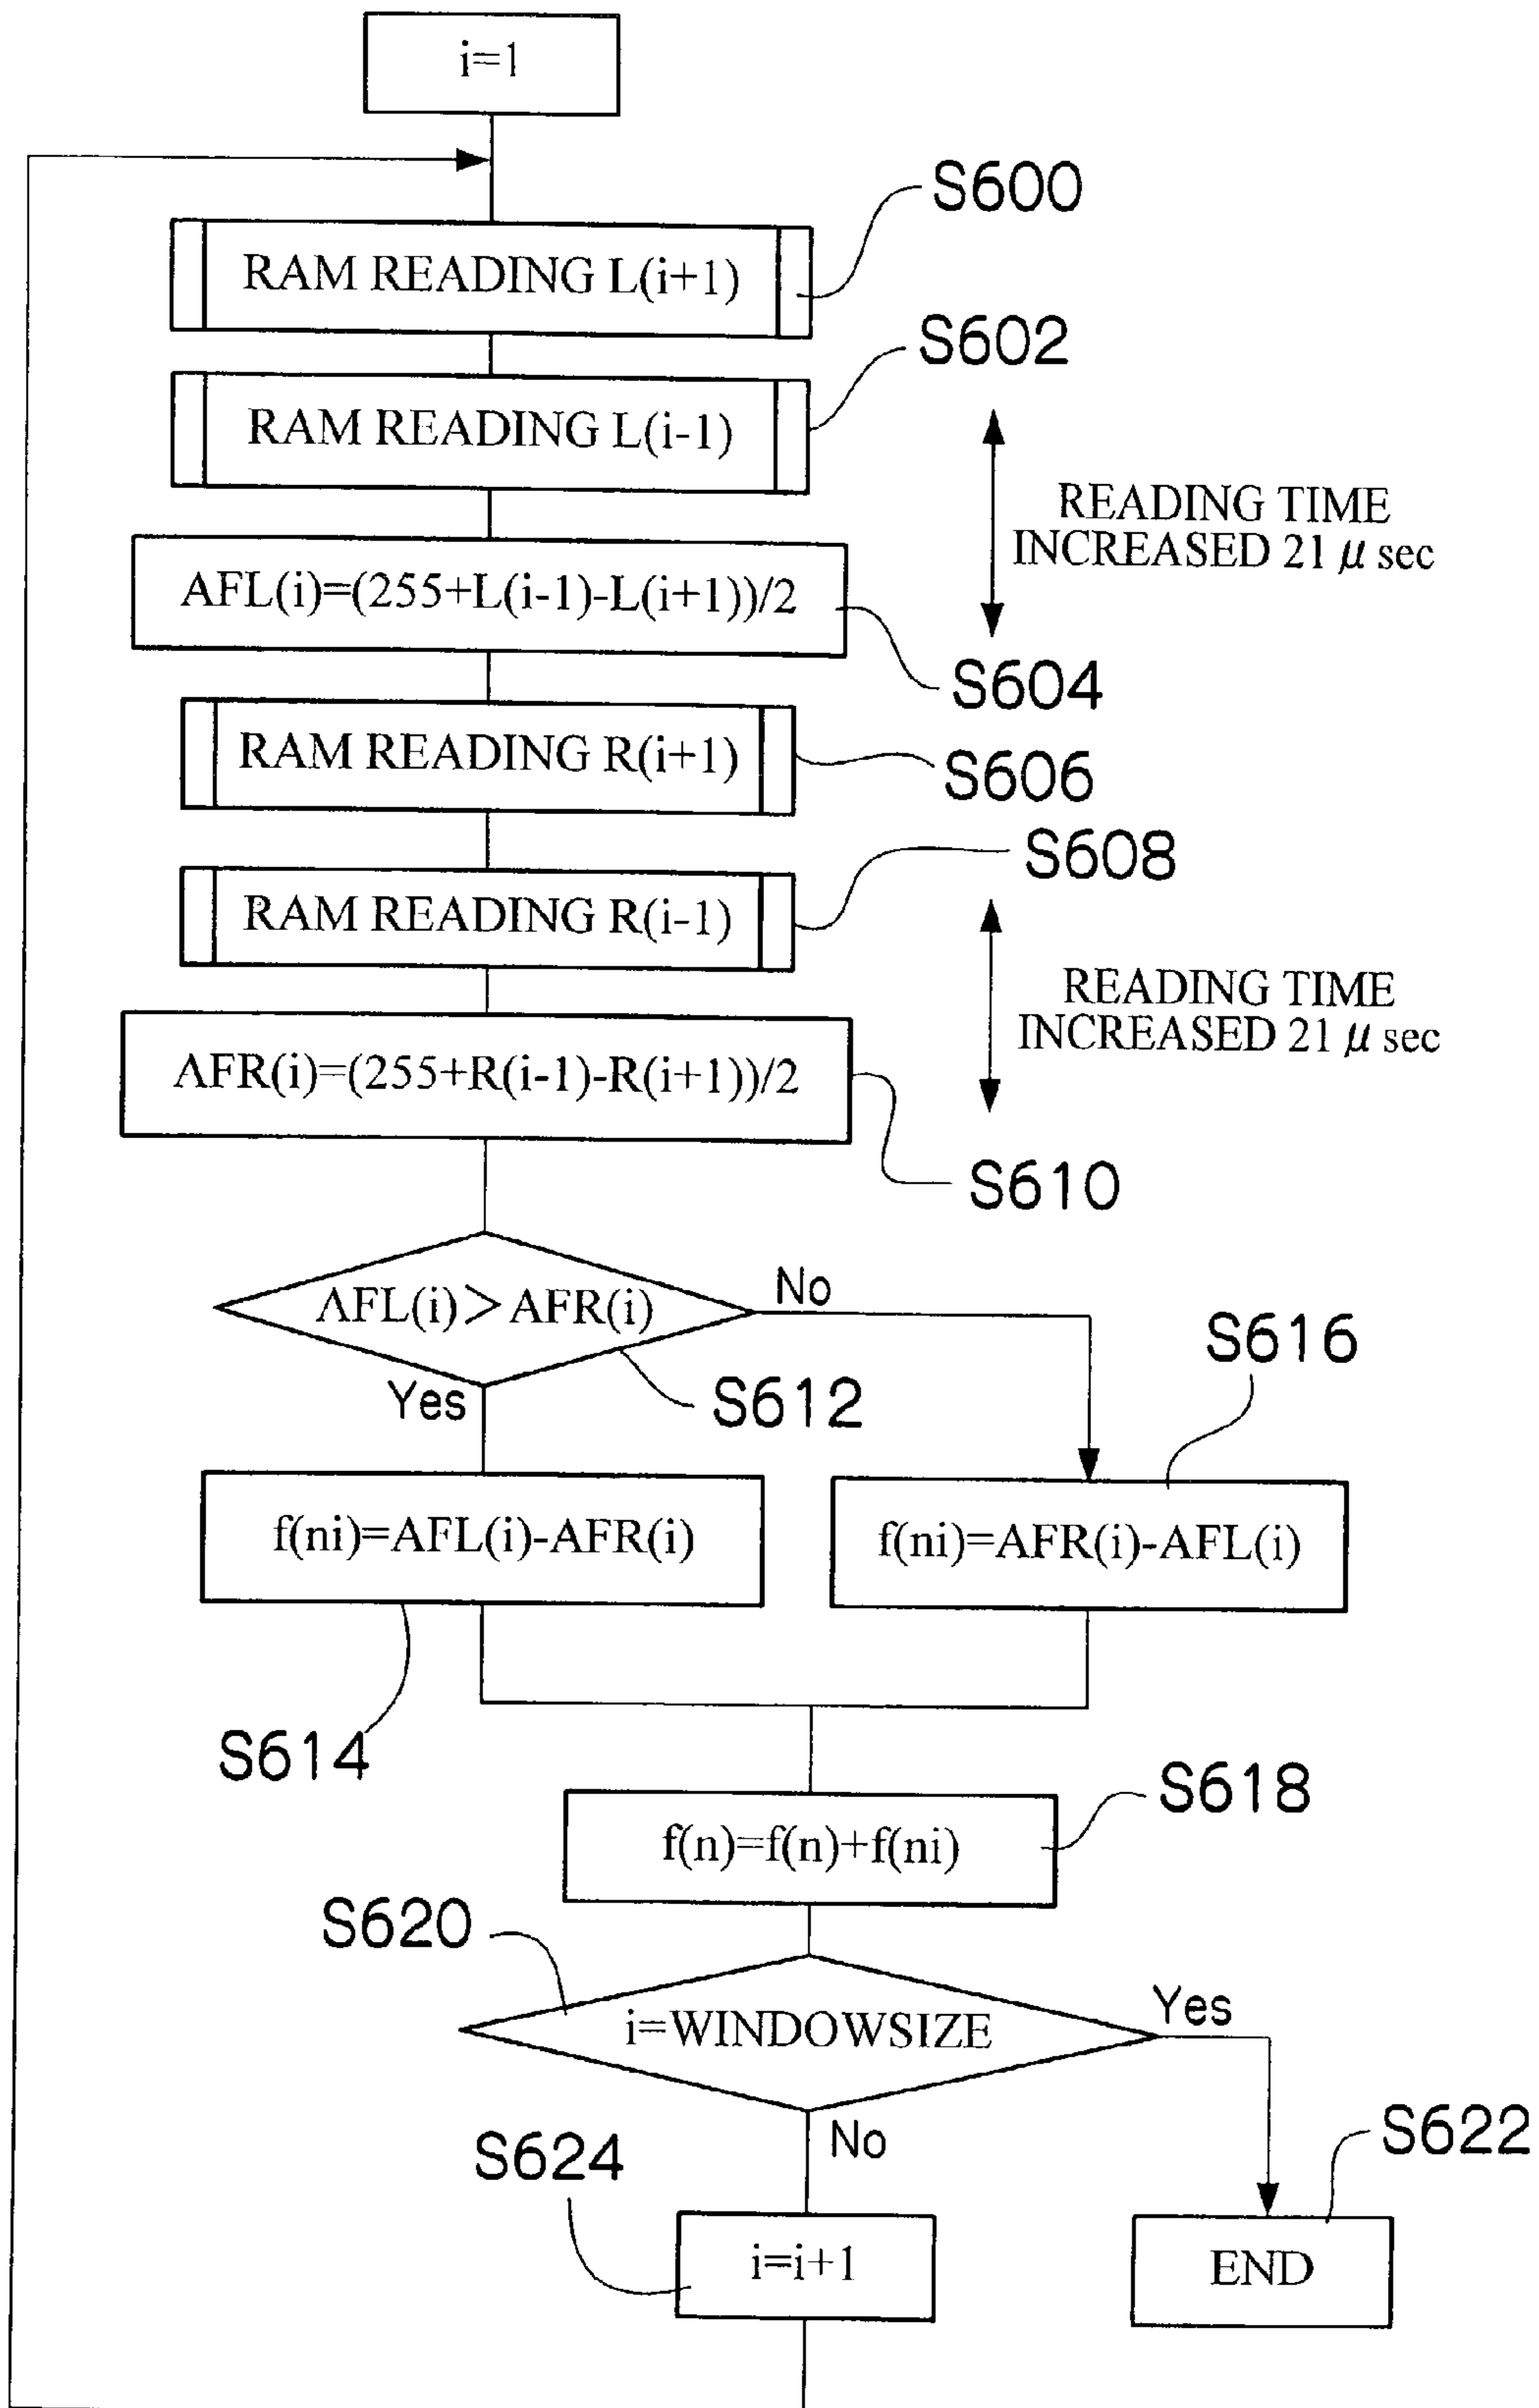 i=1
S600
RAM READING L(i+1)
S602
RAM READING L(i-1)
READING TIME
INCREASED 21 μ sec
AFL(i)=(255+L(i-1)-L(i+1))/2
S604
RAM READING R(i+1)
S606
S608
RAM READING R(i-1)
READING TIME
INCREASED 21 μ sec
AFR(i)=(255+R(i-1)-R(i+1))/2
S610
AFL(i)>AFR(i)
No
S616
Yes
S612
f(ni)=AFL(i)-AFR(i)
f(ni)=AFR(i)-AFL(i)
S614
S618
f(n)=f(n)+f(ni)
S620
i=WINDOWSIZE
Yes
No
S622
S624
i=i+1
END